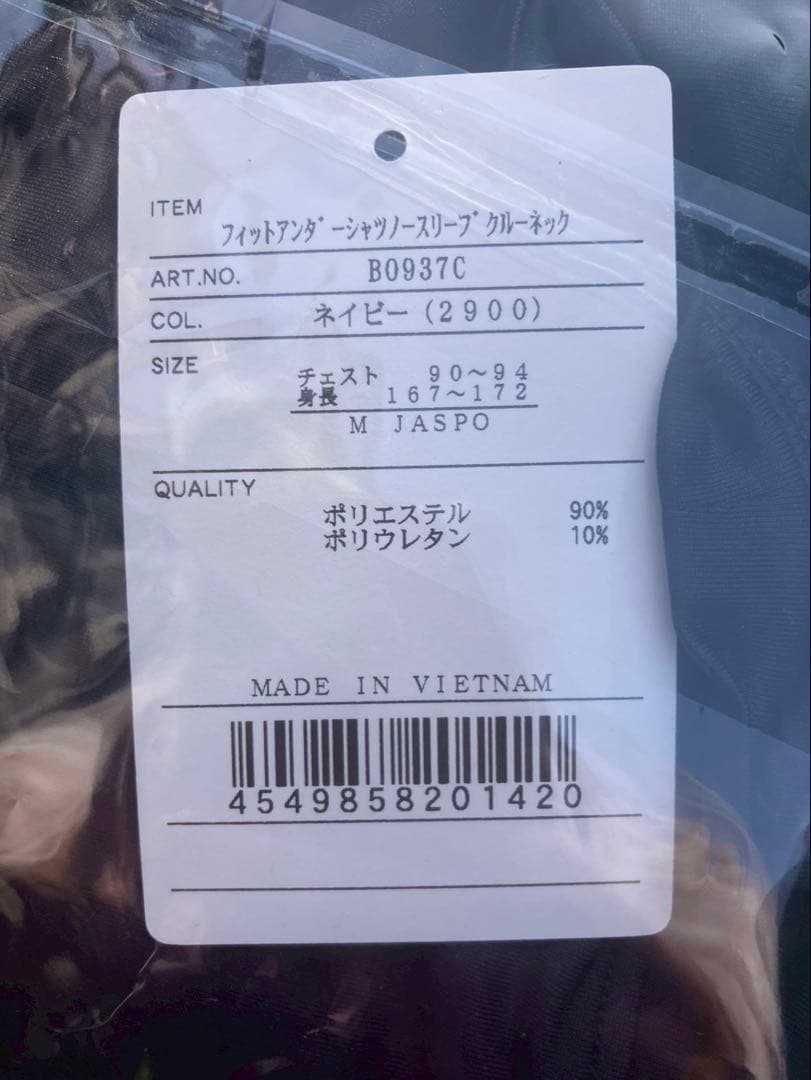 ITEM
ﾌｨｯﾄｱﾝﾀﾞｰｼｬﾂﾉｰｽﾘｰﾌﾞｸﾙｰﾈｯｸ
ART.NO. B0937C
COL. ネイビー(2900)
SIZE
チェスト 90~94
身長 167~172
M JASPO
QUALITY
ポリエステル 90%
ポリウレタン 10%
MADE IN VIETNAM
4549858201420